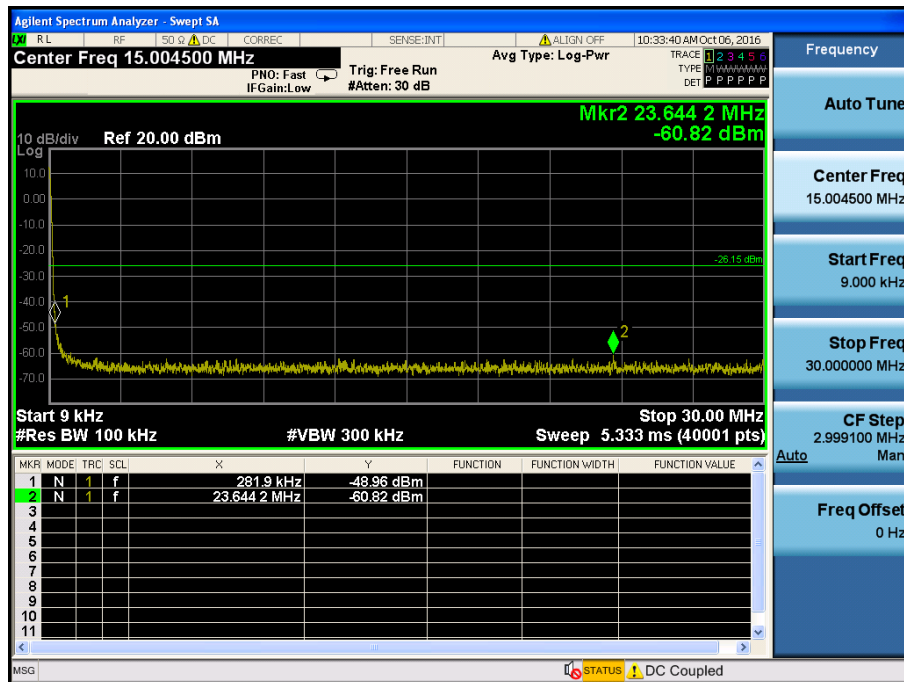 Agilent Spectrum Analyzer - Swept SA
LXI RL RF 50 Ω DC CORREC SENSE:INT ALIGN OFF 10:33:40 AM Oct 06, 2016
Center Freq 15.004500 MHz
PNO: Fast
IFGain:Low
Trig: Free Run
#Atten: 30 dB
Avg Type: Log-Pwr
TRACE 1 2 3 4 5 6
TYPE M WWWWW
DET P P P P P P
Mkr2 23.644 2 MHz
-60.82 dBm
10 dB/div Ref 20.00 dBm
Log
10.0
0.00
-10.0
-20.0
-26.15 dBm
-40.0
1
-50.0
2
-60.0
-70.0
Start 9 kHz Stop 30.00 MHz
#Res BW 100 kHz #VBW 300 kHz Sweep 5.333 ms (40001 pts)
MKR MODE TRC SCL X Y FUNCTION FUNCTION WIDTH FUNCTION VALUE
1 N 1 f 281.9 kHz -48.96 dBm
2 N 1 f 23.644 2 MHz -60.82 dBm
3
4
5
6
7
8
9
10
11
MSG STATUS DC Coupled
Frequency
Auto Tune
Center Freq
15.004500 MHz
Start Freq
9.000 kHz
Stop Freq
30.000000 MHz
CF Step
2.999100 MHz
Auto Man
Freq Offset
0 Hz